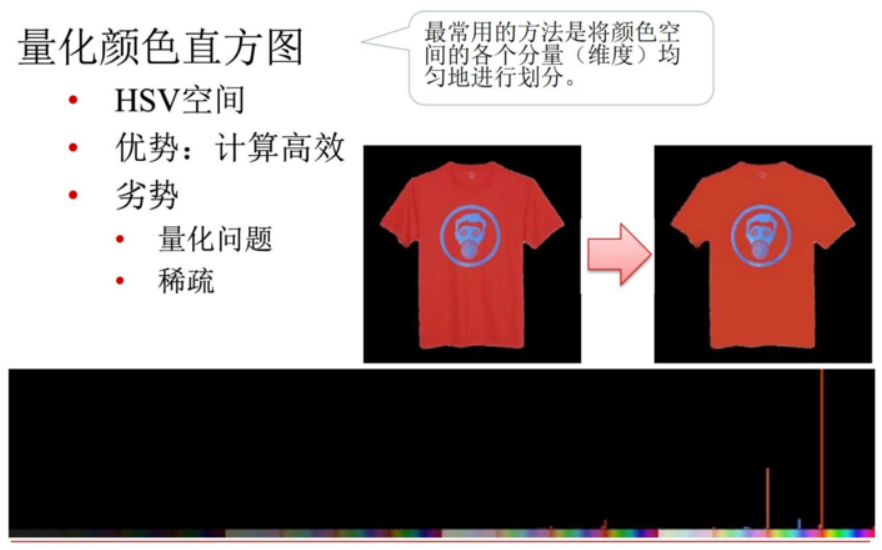 量化颜色直方图
最常用的方法是将颜色空
间的各个分量（维度）均
匀地进行划分。
• HSV空间
• 优势：计算高效
• 劣势
• 量化问题
• 稀疏